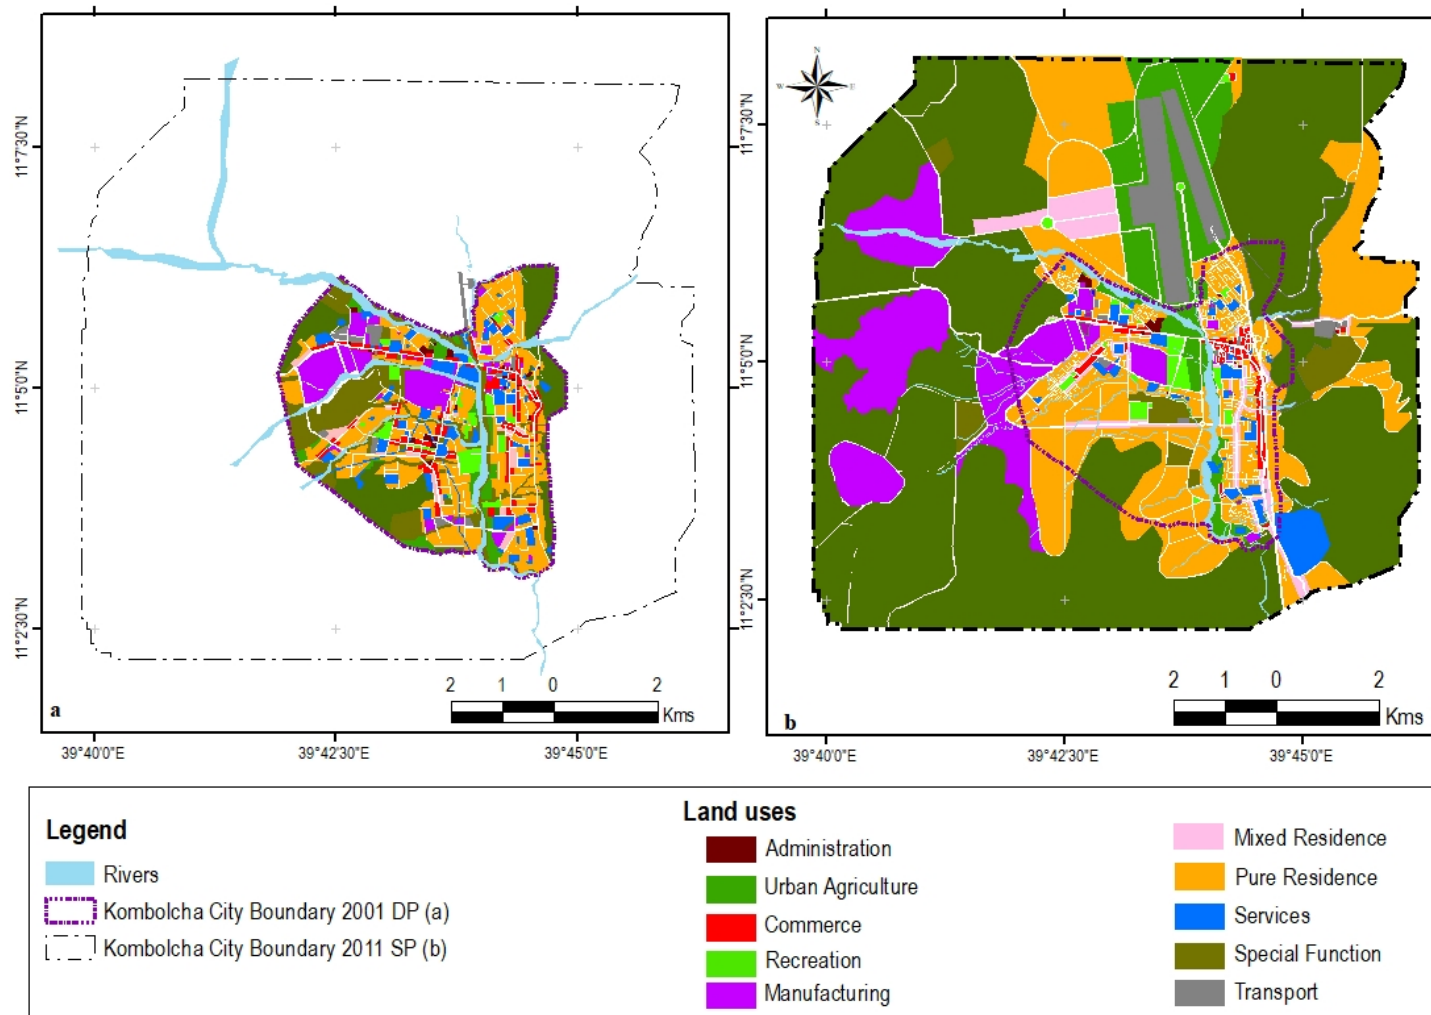 N
W
E
S
11°7'30"N
11°5'0"N
11°2'30"N
11°7'30"N
11°5'0"N
11°2'30"N
2 1 0 2
Kms
a
2 1 0 2
Kms
b
39°40'0"E
39°42'30"E
39°45'0"E
39°40'0"E
39°42'30"E
39°45'0"E
Legend
Rivers
Kombolcha City Boundary 2001 DP (a)
Kombolcha City Boundary 2011 SP (b)
Land uses
Administration
Urban Agriculture
Commerce
Recreation
Manufacturing
Mixed Residence
Pure Residence
Services
Special Function
Transport